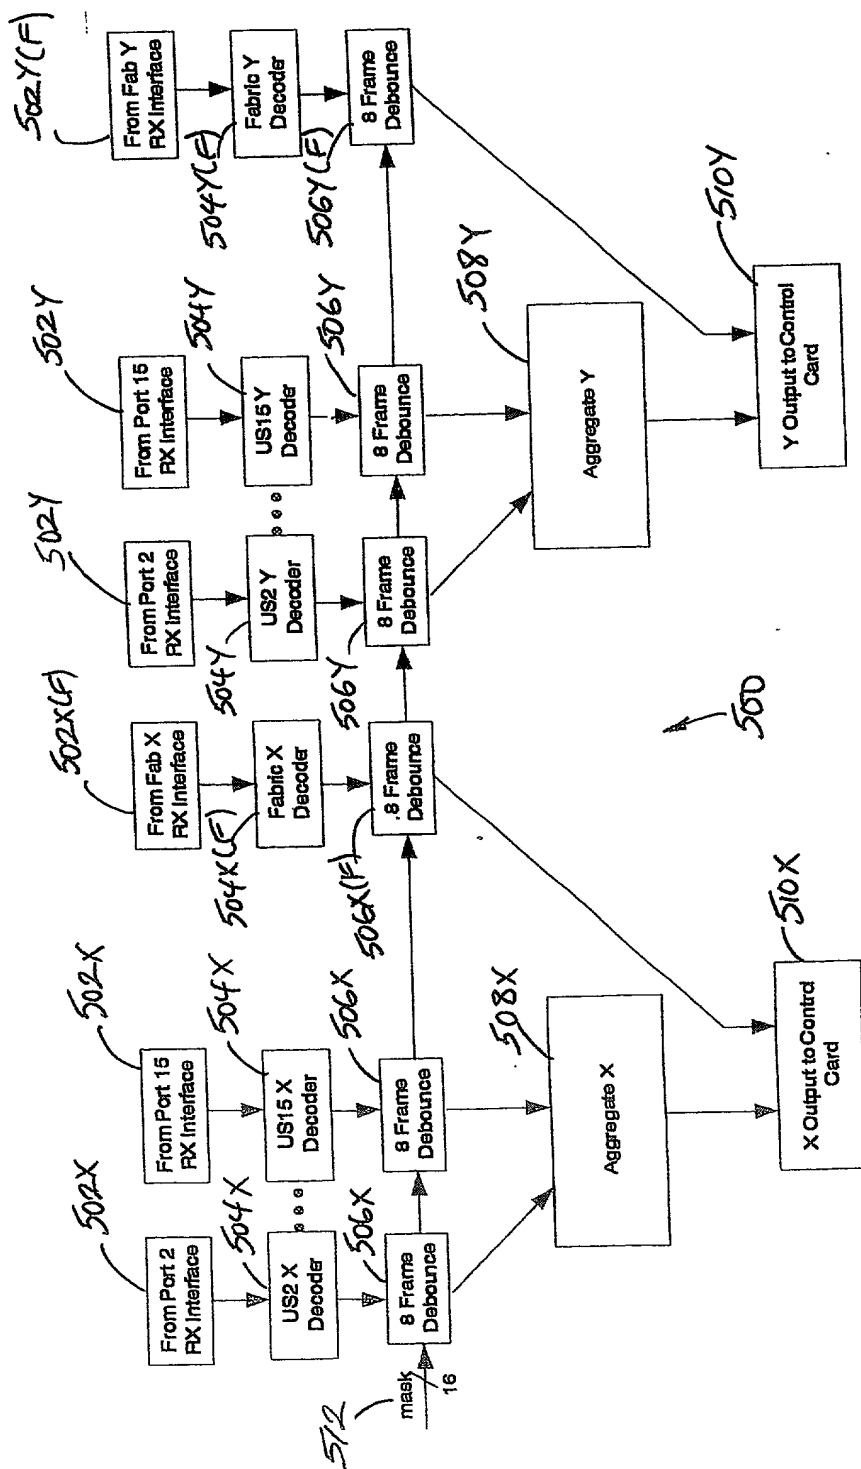 502X
502X
502X(F)
502Y
502Y
502Y(F)
From Port 2
RX Interface
From Port 15
RX Interface
From Fab X
RX Interface
From Port 2
RX Interface
From Port 15
RX Interface
From Fab Y
RX Interface
504X
504X
504X(F)
504Y
504Y
504Y(F)
US2 X
Decoder
US15 X
Decoder
Fabric X
Decoder
US2 Y
Decoder
US15 Y
Decoder
Fabric Y
Decoder
506X
506X
506X(F)
506Y
506Y
506Y(F)
512
mask
16
8 Frame
Debounce
8 Frame
Debounce
.8 Frame
Debounce
8 Frame
Debounce
8 Frame
Debounce
8 Frame
Debounce
508X
508Y
Aggregate X
Aggregate Y
500
510X
510Y
X Output to Control
Card
Y Output to Control
Card